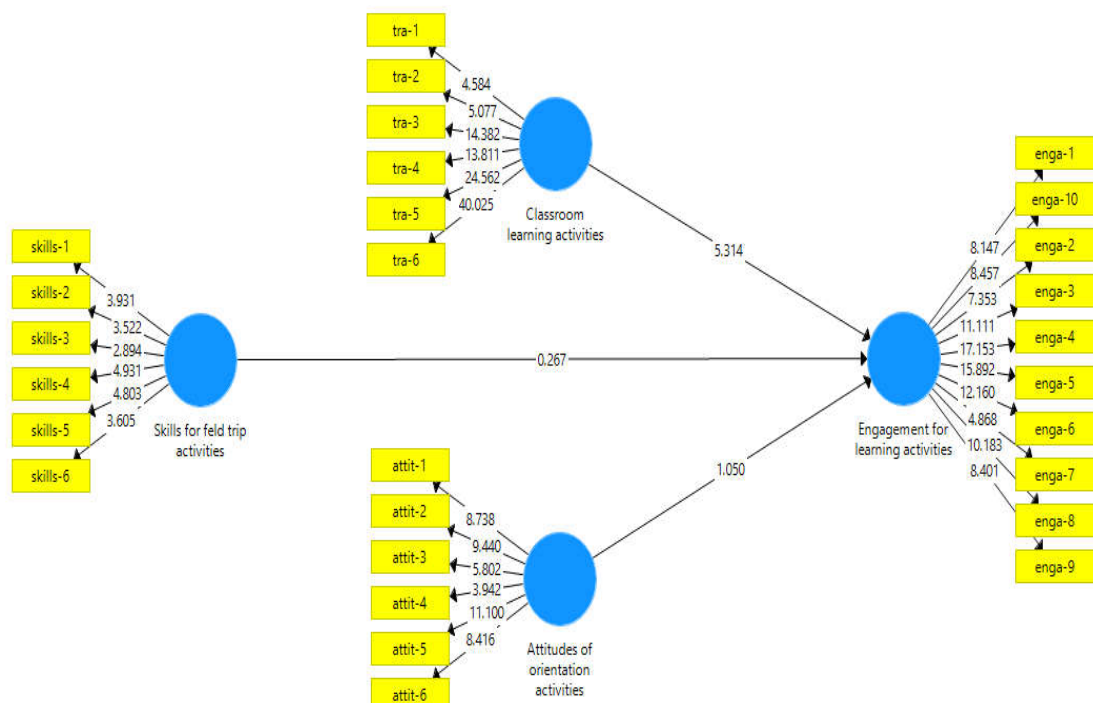 tra-1
tra-2
tra-3
tra-4
tra-5
tra-6
4.584
5.077
14.382
13.811
24.562
40.025
Classroom
learning activities
5.314
skills-1
skills-2
skills-3
skills-4
skills-5
skills-6
3.931
3.522
2.894
4.931
4.803
3.605
Skills for feld trip
activities
0.267
attit-1
attit-2
attit-3
attit-4
attit-5
attit-6
8.738
9.440
5.802
3.942
11.100
8.416
Attitudes of
orientation
activities
1.050
Engagement for
learning activities
8.147
8.457
7.353
11.111
17.153
15.892
12.160
4.868
10.183
8.401
enga-1
enga-10
enga-2
enga-3
enga-4
enga-5
enga-6
enga-7
enga-8
enga-9